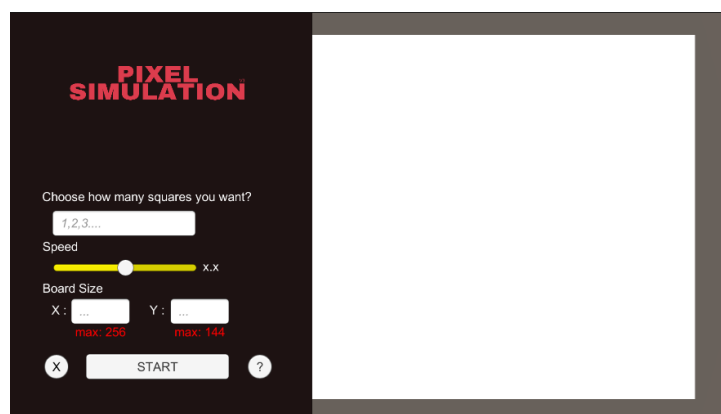 PIXEL
SIMULATION
Choose how many squares you want?
1,2,3....
Speed
x.x
Board Size
X : ... Y : ...
max: 256 max: 144
X START ?